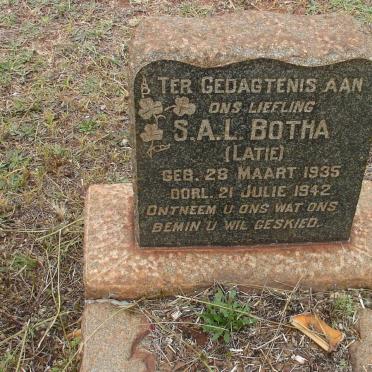 TER GEDAGTENIS AAN
ONS LIEFLING
S.A.L. BOTHA
(LATIE)
GEB. 28 MAART 1935
OORL. 21 JULIE 1942.
ONTNEEM U ONS WAT ONS
BEMIN U WIL GESKIED.